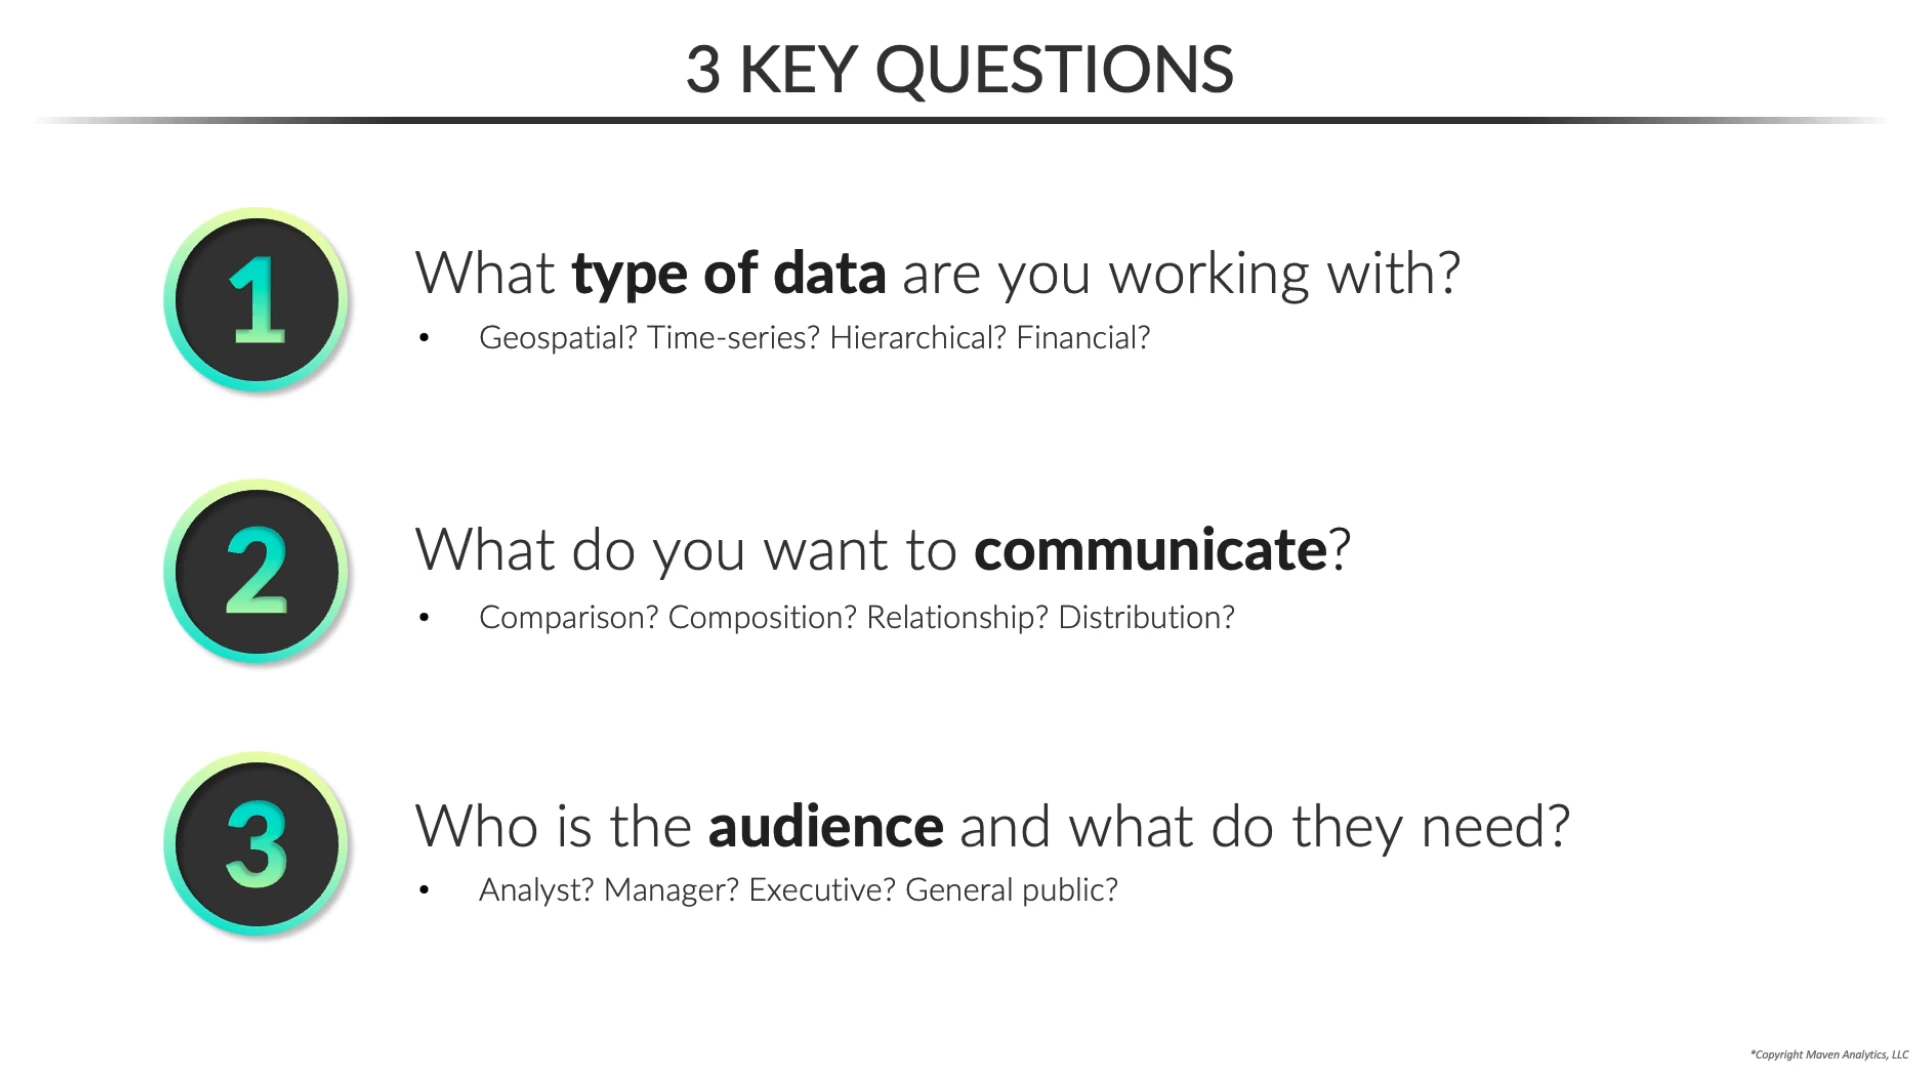 3 KEY QUESTIONS
1
What type of data are you working with?
• Geospatial? Time-series? Hierarchical? Financial?
2
What do you want to communicate?
• Comparison? Composition? Relationship? Distribution?
3
Who is the audience and what do they need?
• Analyst? Manager? Executive? General public?
*Copyright Maven Analytics, LLC